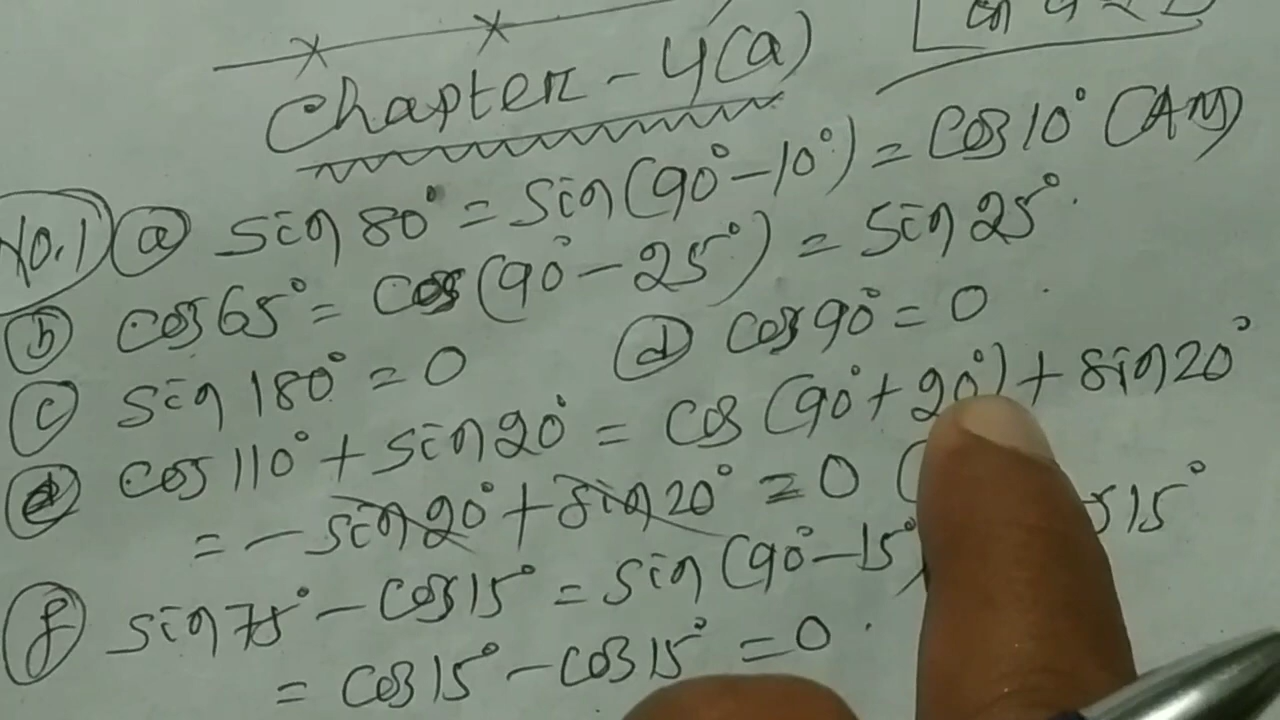 Chapter - 4(a)
No.1) (a) sin 80° = sin(90° - 10°) = cos 10° (Ans)
(b) cos 65° = cos(90° - 25°) = sin 25°.
(c) sin 180° = 0 (d) cos 90° = 0
(e) cos 110° + sin 20° = cos (90° + 20°) + sin 20°
= - sin 20° + sin 20° = 0 (
(f) sin 75° - cos 15° = sin (90° - 15°) s 15°
= cos 15° - cos 15° = 0.